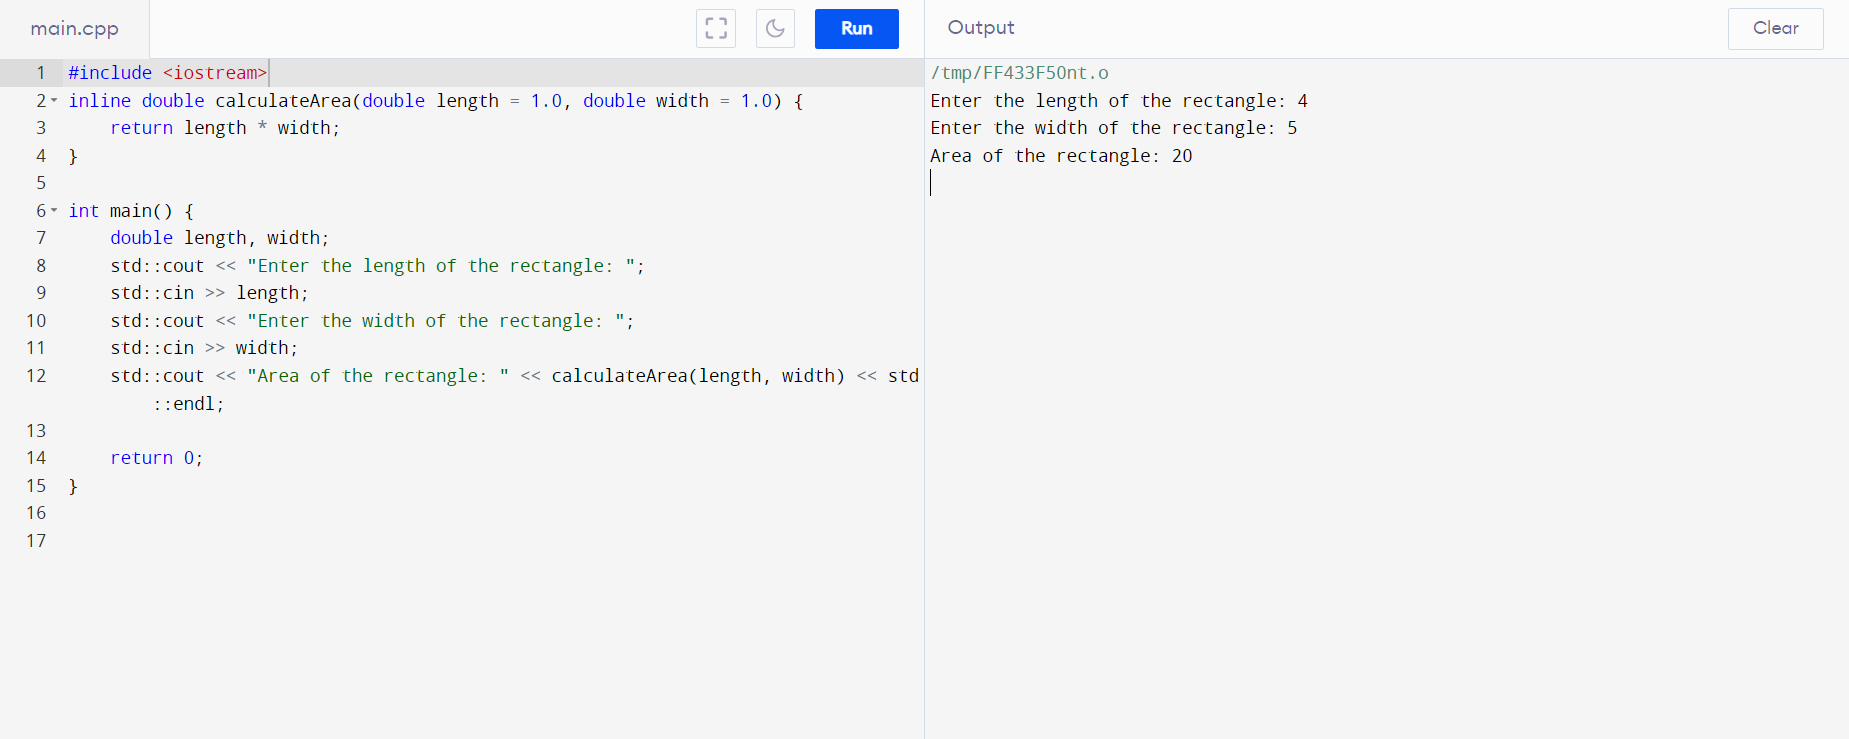 main.cpp
Run
1 #include <iostream>
2 inline double calculateArea(double length = 1.0, double width = 1.0) {
3 return length * width;
4 }
5
6 int main() {
7 double length, width;
8 std::cout << "Enter the length of the rectangle: ";
9 std::cin >> length;
10 std::cout << "Enter the width of the rectangle: ";
11 std::cin >> width;
12 std::cout << "Area of the rectangle: " << calculateArea(length, width) << std
::endl;
13
14 return 0;
15 }
16
17
Output
Clear
/tmp/FF433F50nt.o
Enter the length of the rectangle: 4
Enter the width of the rectangle: 5
Area of the rectangle: 20